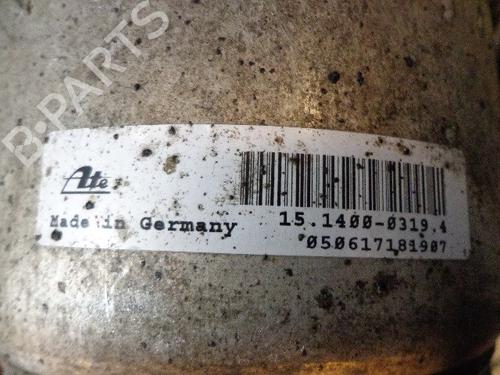 B-PARTS
Ate
Made in Germany
15.1400-0319.4
050617181907